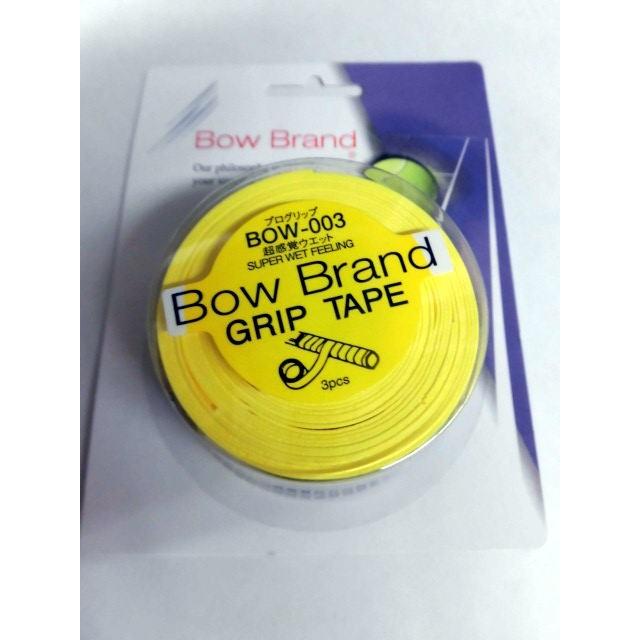 Bow Brand
®
Our philosophy
your
プログリップ
BOW-003
超感覚ウエット
SUPER WET FEELING
Bow Brand
GRIP TAPE
3pcs